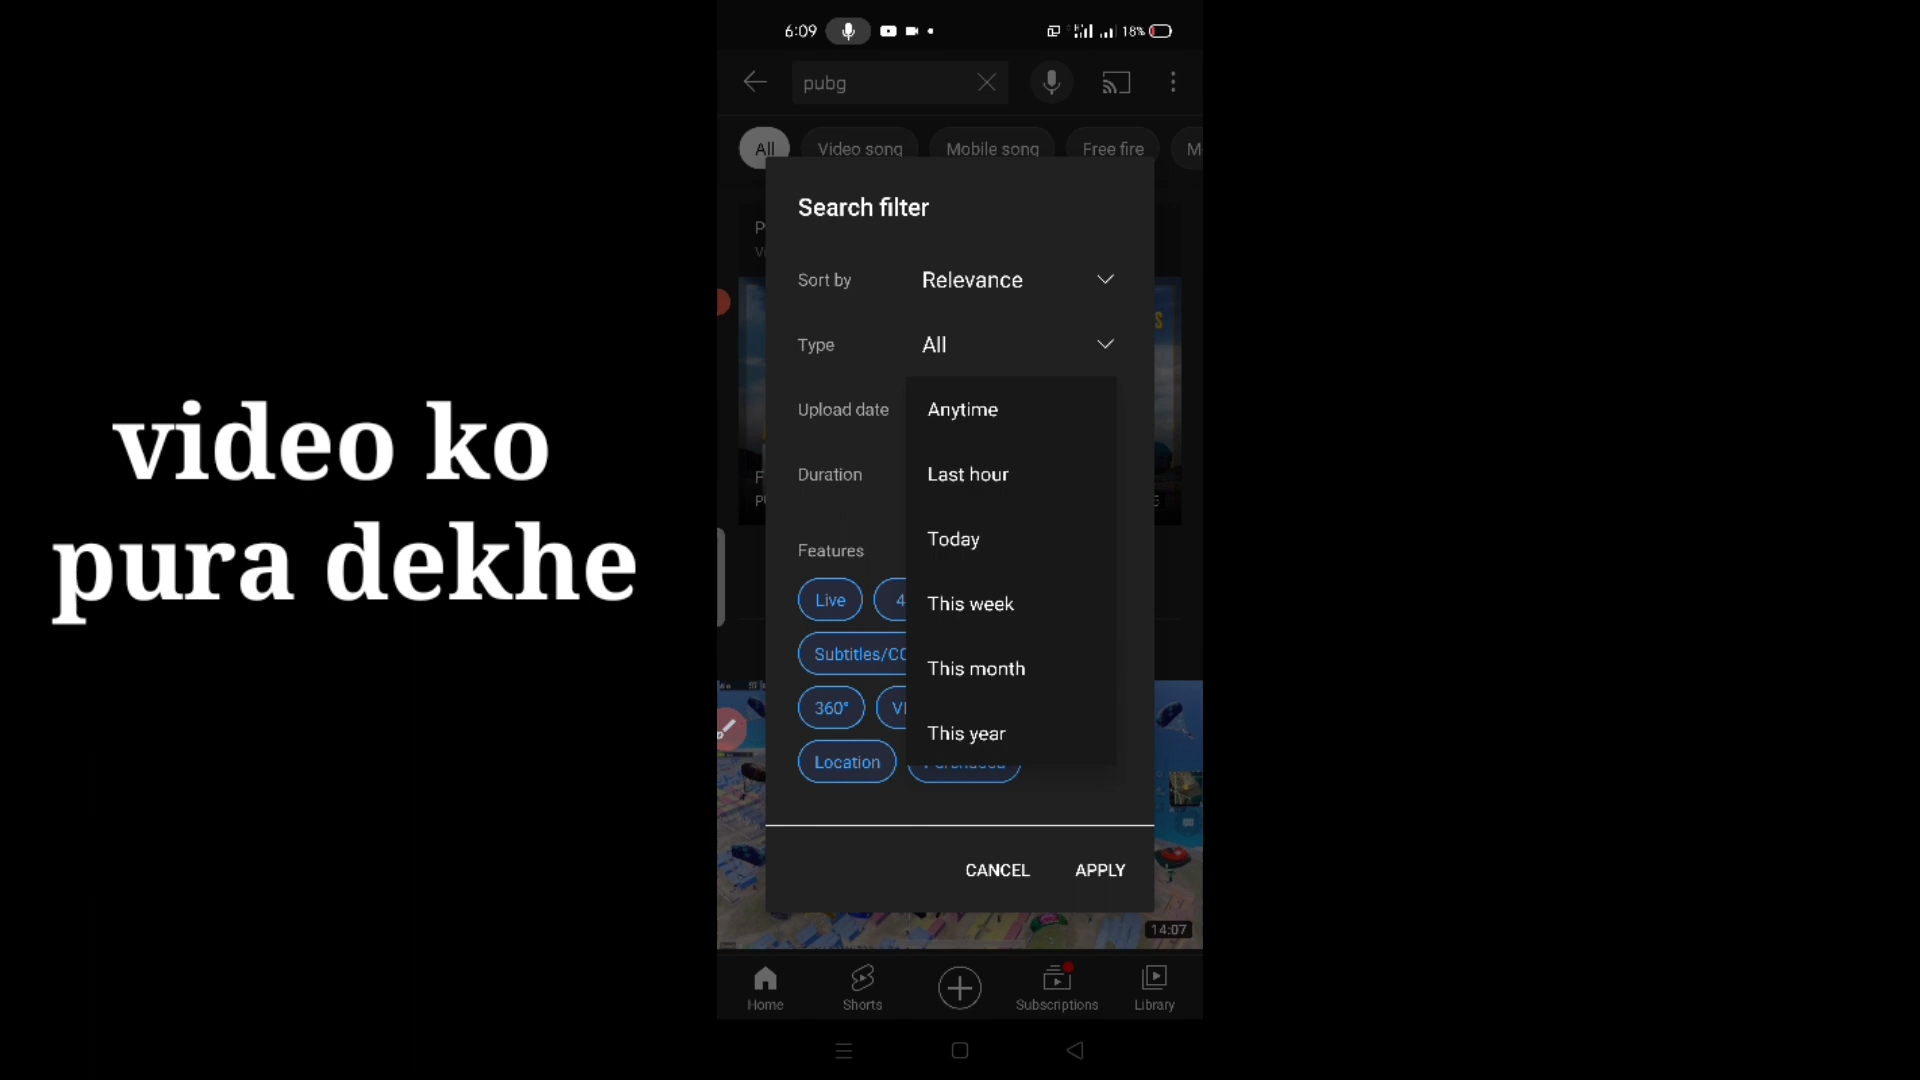 6:09 18%
pubg
All Video song Mobile song Free fire M
Search filter
Sort by Relevance
Type All
Upload date Anytime
Duration Last hour
Today
Features
Live 4 This week
Subtitles/CC This month
360° VI This year
Location
CANCEL APPLY
14:07
Home Shorts Subscriptions Library
video ko
pura dekhe